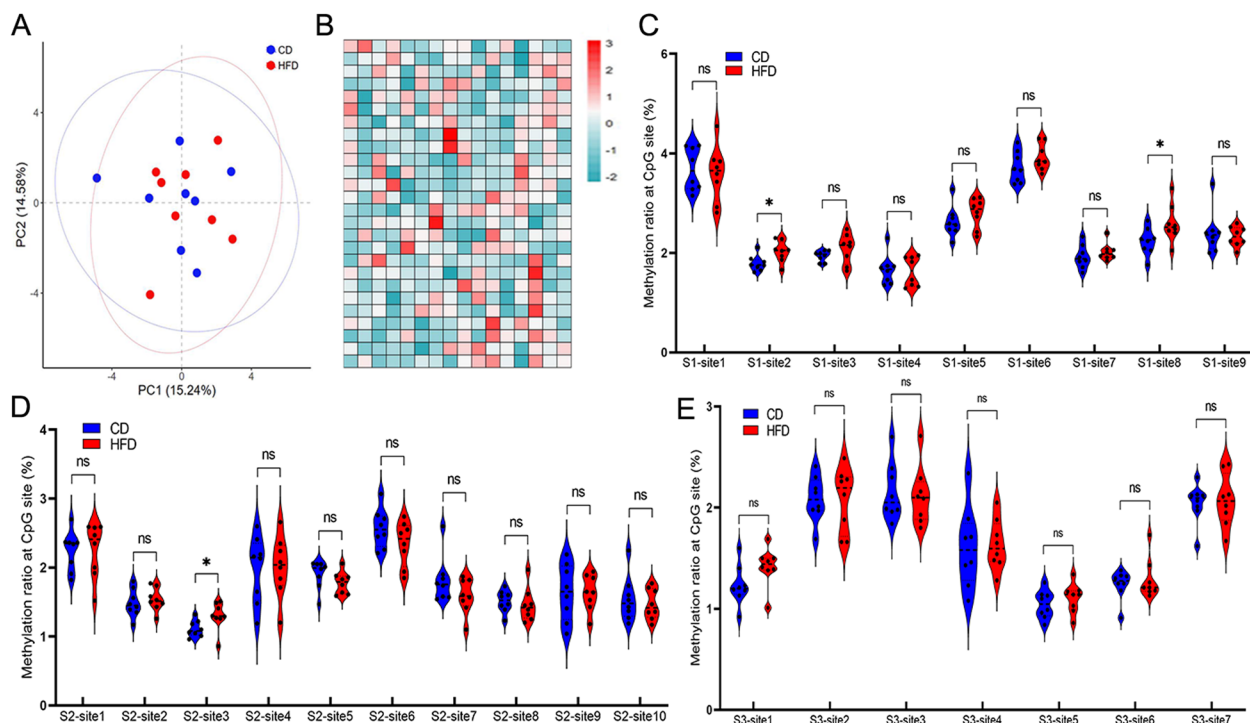 A
CD
HFD
PC2 (14.58%)
4
0
-4
-4
0
4
PC1 (15.24%)
B
3
2
1
0
-1
-2
C
CD
HFD
Methylation ratio at CpG site (%)
6
4
2
0
ns
*
ns
ns
ns
ns
ns
*
ns
S1-site1 S1-site2 S1-site3 S1-site4 S1-site5 S1-site6 S1-site7 S1-site8 S1-site9
D
CD
HFD
Methylation ratio at CpG site (%)
4
3
2
1
0
ns
ns
*
ns
ns
ns
ns
ns
ns
ns
S2-site1 S2-site2 S2-site3 S2-site4 S2-site5 S2-site6 S2-site7 S2-site8 S2-site9 S2-site10
E
CD
HFD
Methylation ratio at CpG site (%)
3
2
1
0
ns
ns
ns
ns
ns
ns
ns
S3-site1 S3-site2 S3-site3 S3-site4 S3-site5 S3-site6 S3-site7